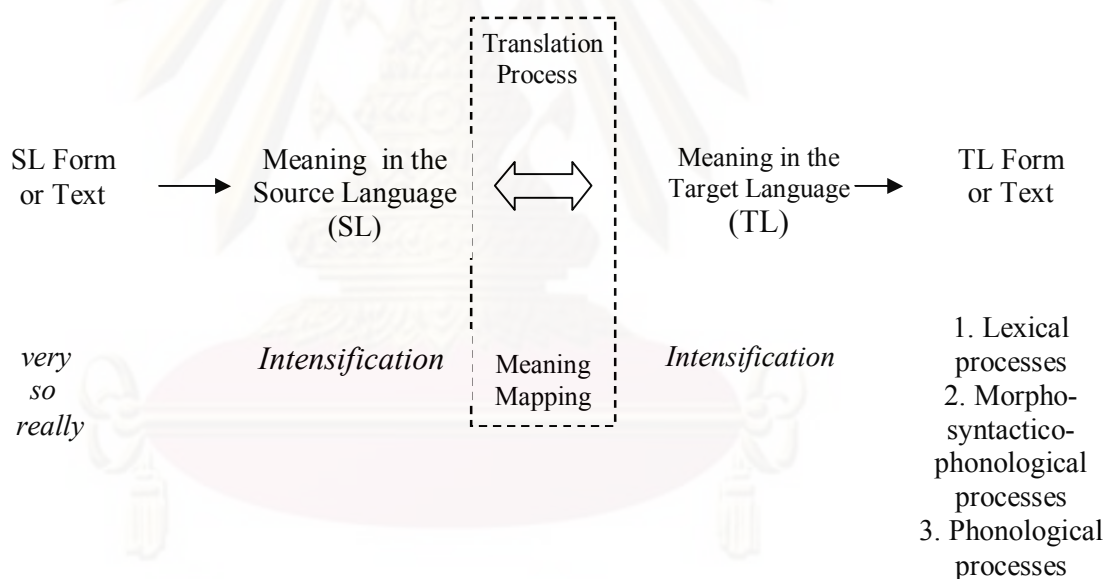 Translation
Process
SL Form
or Text
Meaning in the
Source Language
(SL)
Meaning in the
Target Language
(TL)
TL Form
or Text
very
so
really
Intensification
Meaning
Mapping
Intensification
1. Lexical
processes
2. Morpho-
syntactico-
phonological
processes
3. Phonological
processes